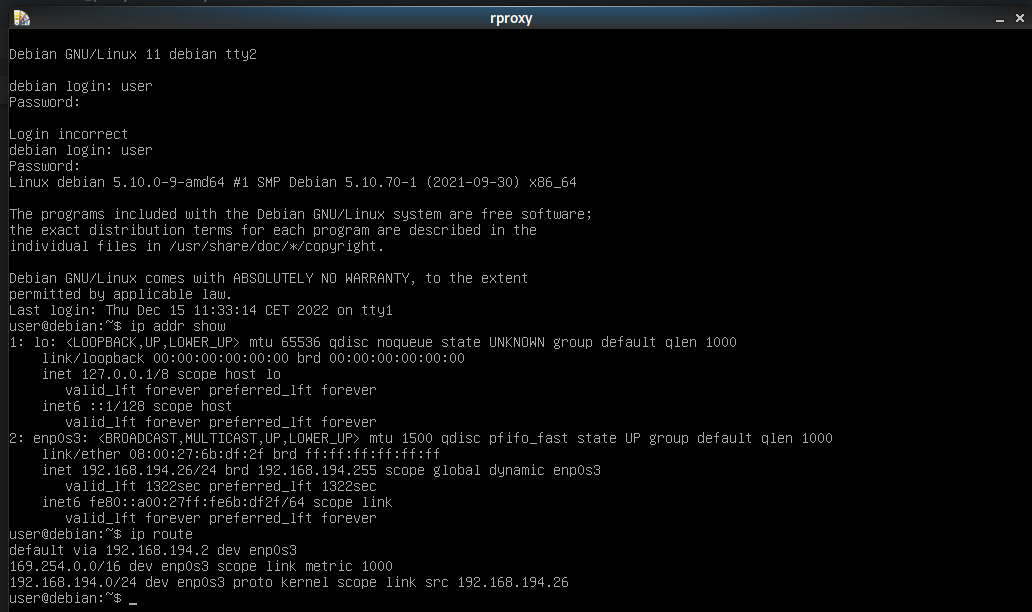 rproxy
Debian GNU/Linux 11 debian tty2
debian login: user
Password:
Login incorrect
debian login: user
Password:
Linux debian 5.10.0-9-amd64 #1 SMP Debian 5.10.70-1 (2021-09-30) x86_64
The programs included with the Debian GNU/Linux system are free software;
the exact distribution terms for each program are described in the
individual files in /usr/share/doc/*/copyright.
Debian GNU/Linux comes with ABSOLUTELY NO WARRANTY, to the extent
permitted by applicable law.
Last login: Thu Dec 15 11:33:14 CET 2022 on tty1
user@debian:~$ ip addr show
1: lo: <LOOPBACK,UP,LOWER_UP> mtu 65536 qdisc noqueue state UNKNOWN group default qlen 1000
    link/loopback 00:00:00:00:00:00 brd 00:00:00:00:00:00
    inet 127.0.0.1/8 scope host lo
       valid_lft forever preferred_lft forever
    inet6 ::1/128 scope host
       valid_lft forever preferred_lft forever
2: enp0s3: <BROADCAST,MULTICAST,UP,LOWER_UP> mtu 1500 qdisc pfifo_fast state UP group default qlen 1000
    link/ether 08:00:27:6b:df:2f brd ff:ff:ff:ff:ff:ff
    inet 192.168.194.26/24 brd 192.168.194.255 scope global dynamic enp0s3
       valid_lft 1322sec preferred_lft 1322sec
    inet6 fe80::a00:27ff:fe6b:df2f/64 scope link
       valid_lft forever preferred_lft forever
user@debian:~$ ip route
default via 192.168.194.2 dev enp0s3
169.254.0.0/16 dev enp0s3 scope link metric 1000
192.168.194.0/24 dev enp0s3 proto kernel scope link src 192.168.194.26
user@debian:~$ _